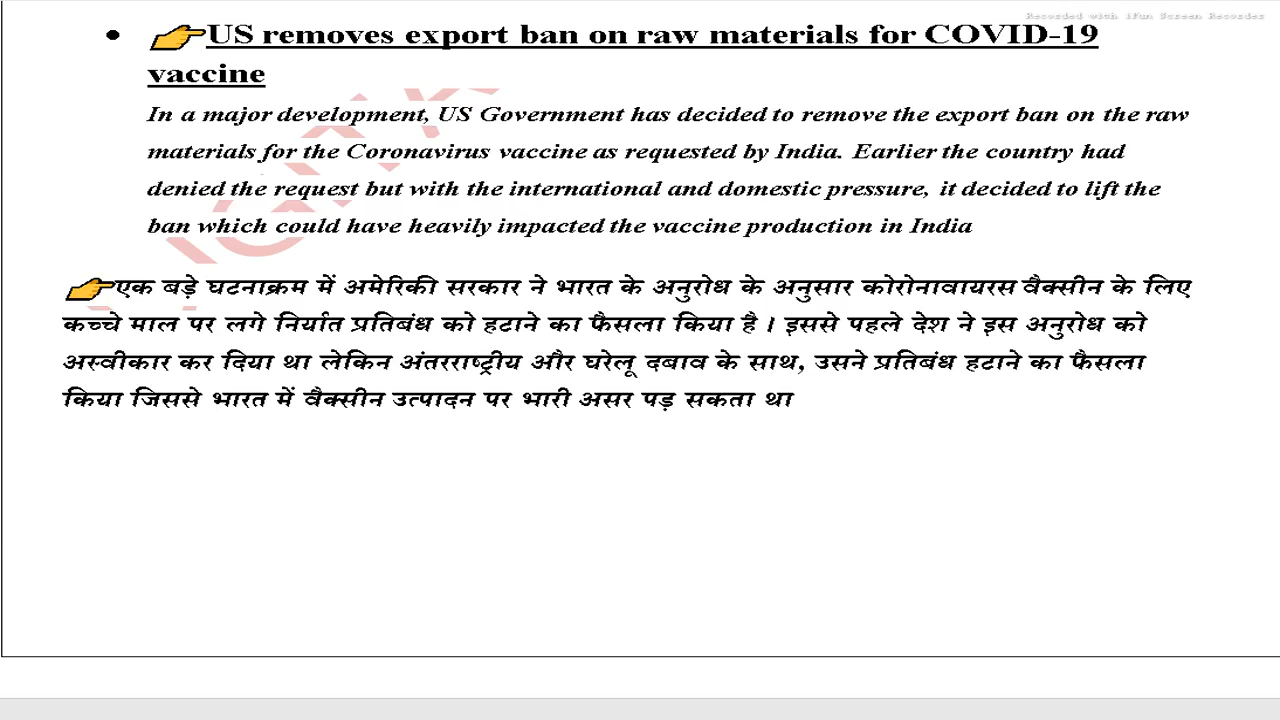 Recorded with iFun Screen Recorder
US removes export ban on raw materials for COVID-19
vaccine
In a major development, US Government has decided to remove the export ban on the raw
materials for the Coronavirus vaccine as requested by India. Earlier the country had
denied the request but with the international and domestic pressure, it decided to lift the
ban which could have heavily impacted the vaccine production in India
एक बड़े घटनाक्रम में अमेरिकी सरकार ने भारत के अनुरोध के अनुसार कोरोनावायरस वैक्सीन के लिए
कच्चे माल पर लगे निर्यात प्रतिबंध को हटाने का फैसला किया है। इससे पहले देश ने इस अनुरोध को
अस्वीकार कर दिया था लेकिन अंतरराष्ट्रीय और घरेलू दबाव के साथ, उसने प्रतिबंध हटाने का फैसला
किया जिससे भारत में वैक्सीन उत्पादन पर भारी असर पड़ सकता था